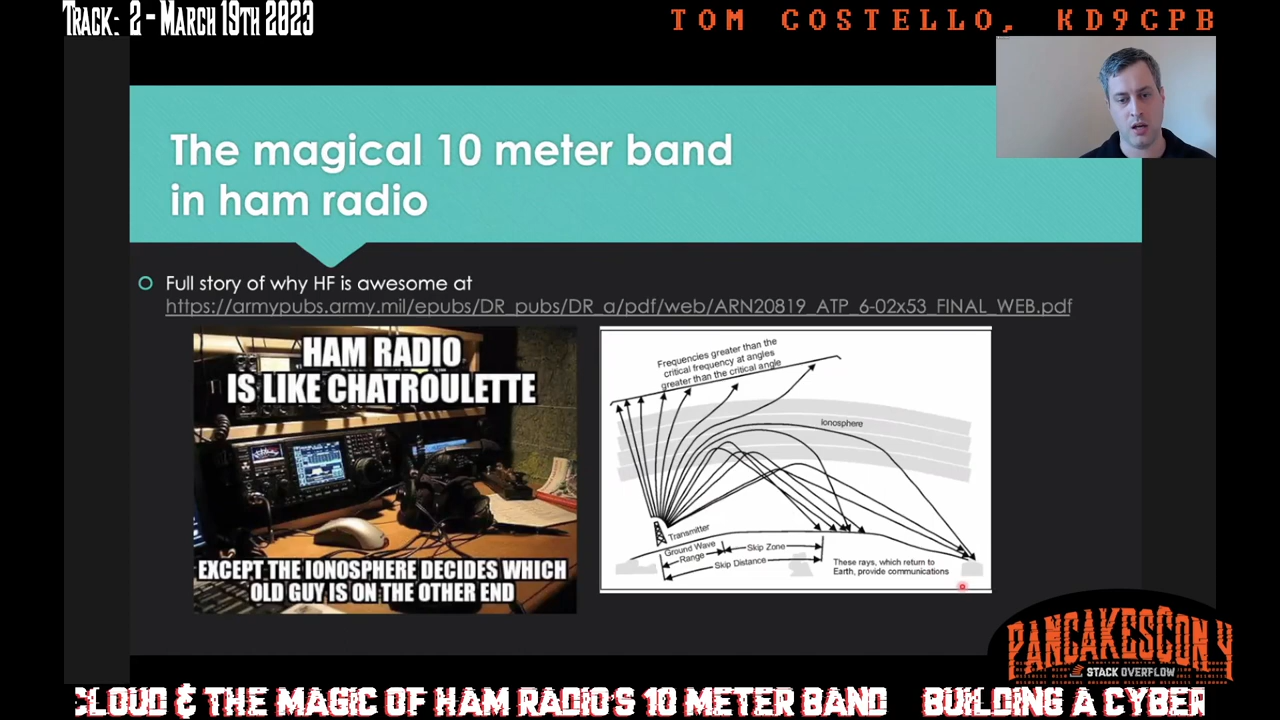 TRACK: 2 - MARCH 19TH 2023
TOM COSTELLO, KD9CPB
The magical 10 meter band
in ham radio
Full story of why HF is awesome at
https://armypubs.army.mil/epubs/DR_pubs/DR_a/pdf/web/ARN20819_ATP_6-02x53_FINAL_WEB.pdf
HAM RADIO
IS LIKE CHATROULETTE
EXCEPT THE IONOSPHERE DECIDES WHICH
OLD GUY IS ON THE OTHER END
Frequencies greater than the
critical frequency at angles
greater than the critical angle
Ionosphere
Transmitter
Ground Wave
Range
Skip Zone
Skip Distance
These rays, which return to
Earth, provide communications
PANCAKESCON 4
STACK OVERFLOW
CLOUD & THE MAGIC OF HAM RADIO'S 10 METER BAND BUILDING A CYBER